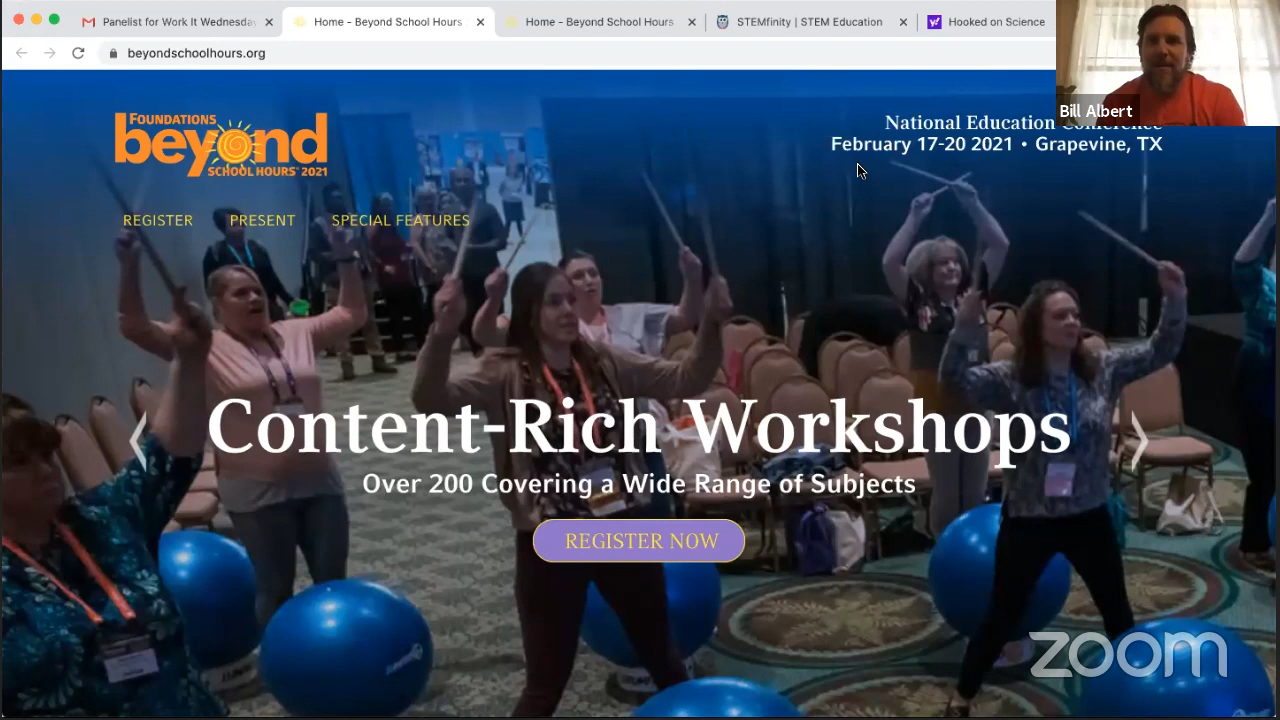 Panelist for Work It Wednesday
Home - Beyond School Hours
Home - Beyond School Hours
STEMfinity | STEM Education
Hooked on Science
beyondschoolhours.org
Bill Albert
FOUNDATIONS
beyond
SCHOOL HOURS 2021
National Education Conference
February 17-20 2021 • Grapevine, TX
REGISTER
PRESENT
SPECIAL FEATURES
Content-Rich Workshops
Over 200 Covering a Wide Range of Subjects
REGISTER NOW
zoom